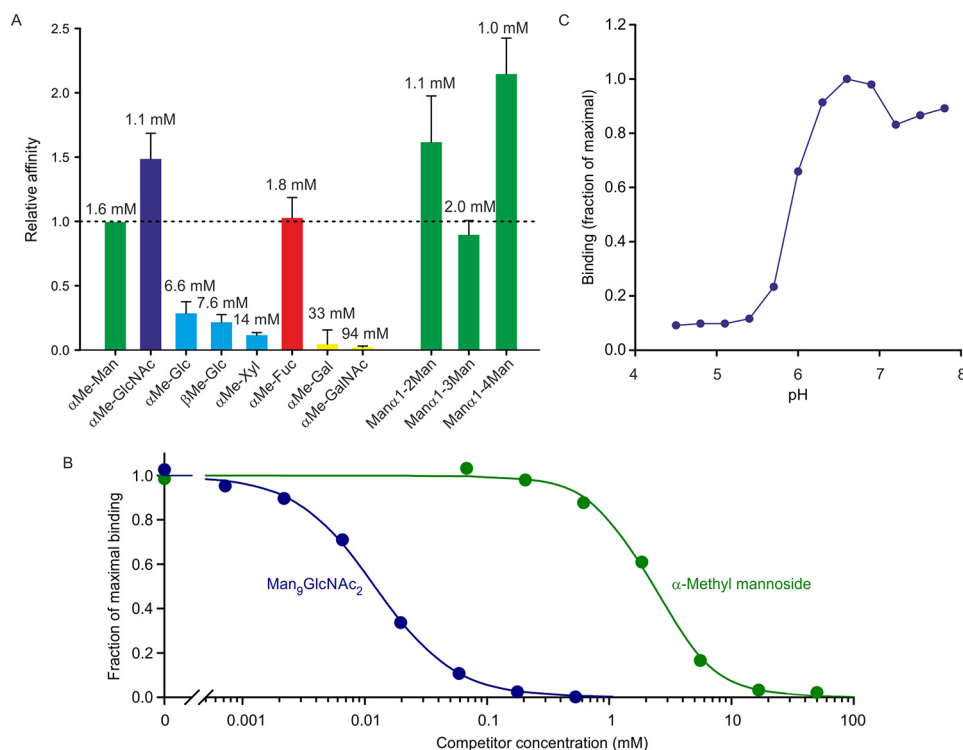 A
Relative affinity
2.5
2.0
1.5
1.0
0.5
0.0
1.6 mM
1.1 mM
6.6 mM
7.6 mM
14 mM
1.8 mM
33 mM
94 mM
1.1 mM
2.0 mM
1.0 mM
αMe-Man
αMe-GlcNAc
αMe-Glc
βMe-Glc
αMe-Xyl
αMe-Fuc
αMe-Gal
αMe-GalNAc
Manα1-2Man
Manα1-3Man
Manα1-4Man
C
Binding (fraction of maximal)
1.2
1.0
0.8
0.6
0.4
0.2
0.0
4
5
6
7
8
pH
B
Fraction of maximal binding
1.0
0.8
0.6
0.4
0.2
0.0
Man9GlcNAc2
α-Methyl mannoside
0
0.001
0.01
0.1
1
10
100
Competitor concentration (mM)